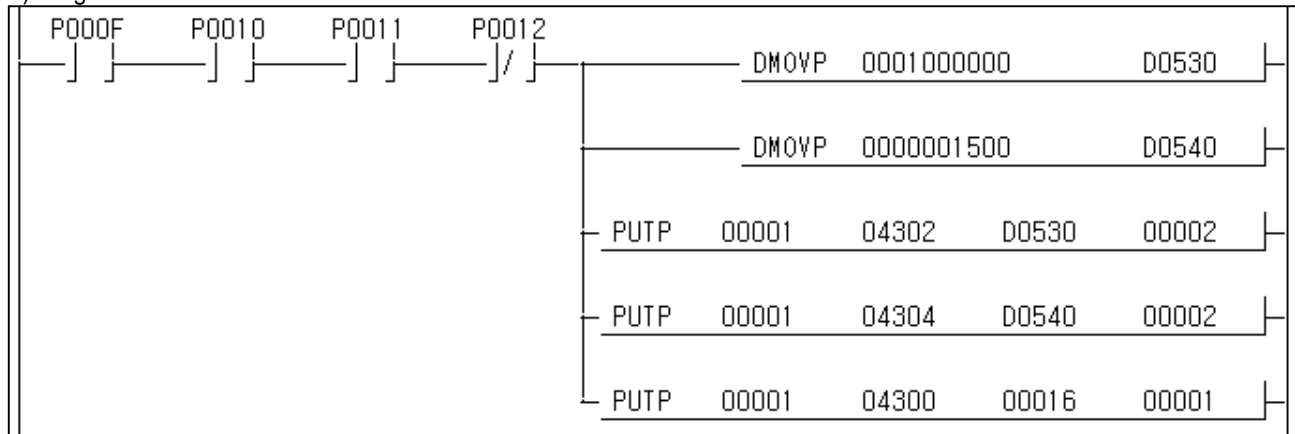 P000F P0010 P0011 P0012
DMOVP 0001000000 D0530
DMOVP 0000001500 D0540
PUTP 00001 04302 D0530 00002
PUTP 00001 04304 D0540 00002
PUTP 00001 04300 00016 00001